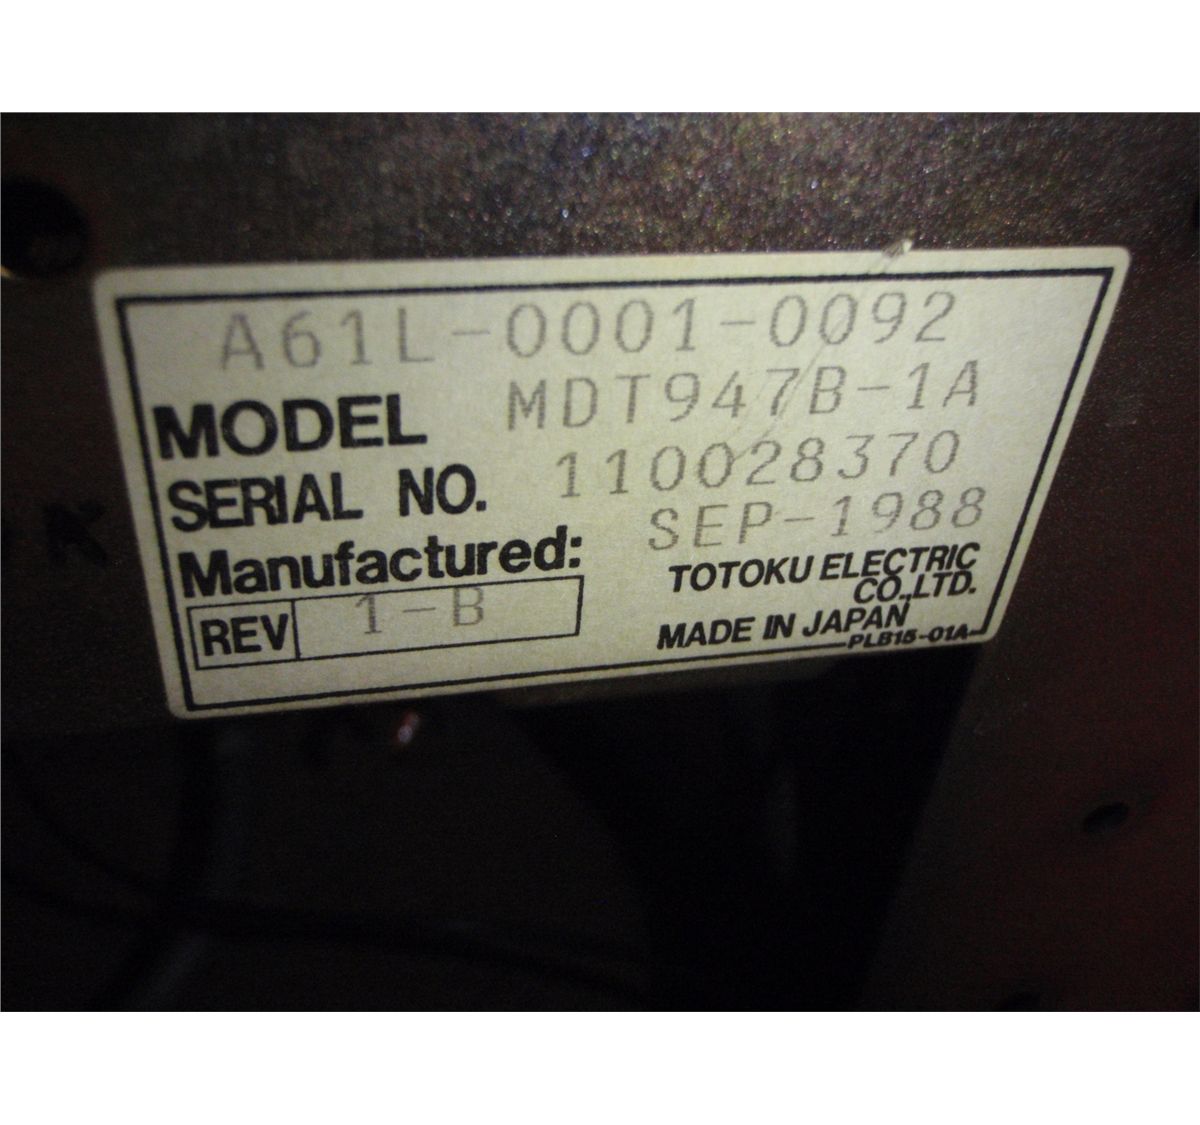 A61L-0001-0092
MODEL MDT947B-1A
SERIAL NO. 110028370
Manufactured: SEP-1988
REV 1-B
TOTOKU ELECTRIC
CO.,LTD.
MADE IN JAPAN
PLB15-01A
K